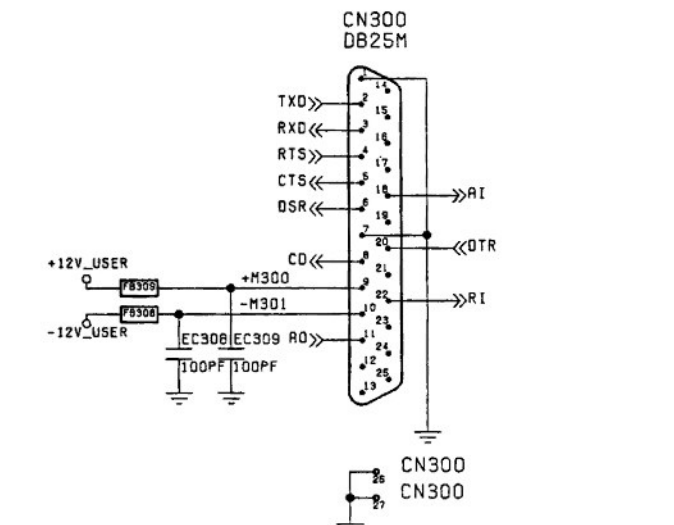 CN300
DB25M
1
14
TXD
2
15
RXD
3
16
RTS
4
17
CTS
5
18
AI
DSR
6
19
7
20
DTR
CD
8
21
+12V_USER
FB309
+M300
9
22
RI
FB308
-M301
10
23
-12V_USER
EC308
EC309
AO
11
24
100PF
100PF
12
25
13
CN300
26
CN300
27